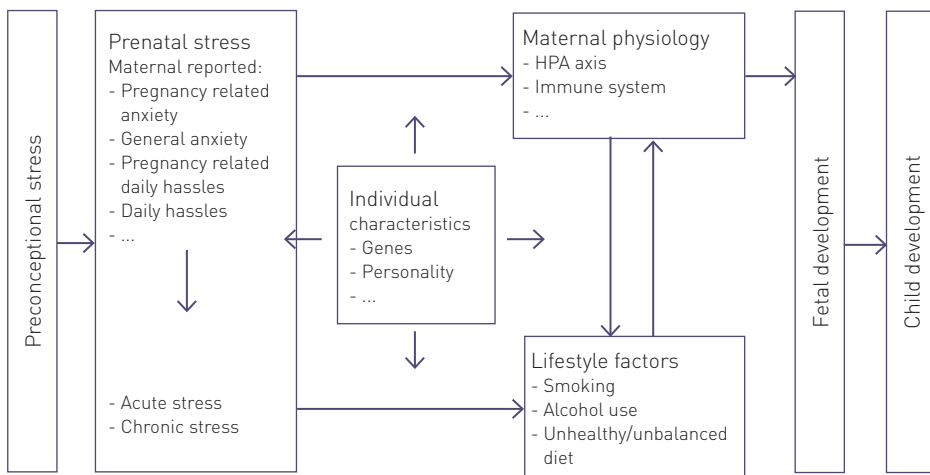 Preconceptional stress
Prenatal stress
Maternal reported:
- Pregnancy related
anxiety
- General anxiety
- Pregnancy related
daily hassles
- Daily hassles
- ...
- Acute stress
- Chronic stress
Individual
characteristics
- Genes
- Personality
- ...
Maternal physiology
- HPA axis
- Immune system
- ...
Lifestyle factors
- Smoking
- Alcohol use
- Unhealthy/unbalanced
diet
Fetal development
Child development